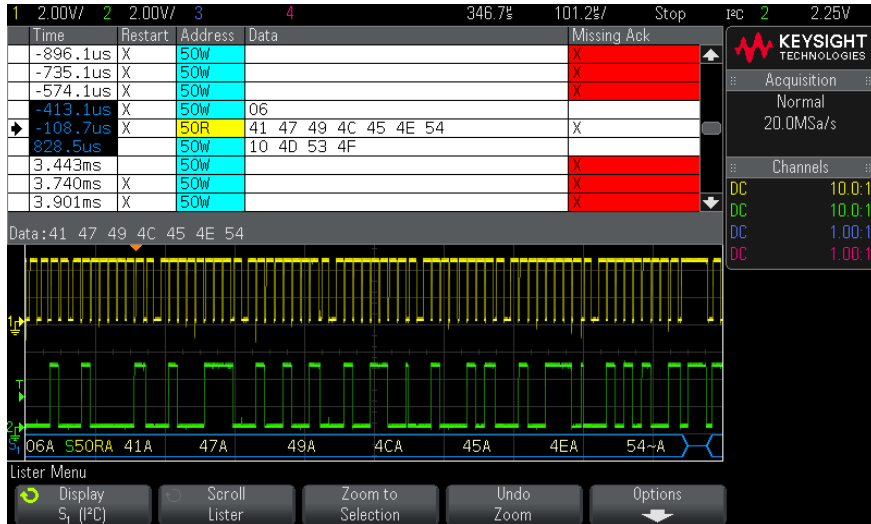 1 2.00V/ 2 2.00V/ 3 4 346.7㎲ 101.2㎲/ Stop I²C 2 2.25V
Time Restart Address Data Missing Ack
-896.1us X 50W X
-735.1us X 50W X
-574.1us X 50W X
-413.1us X 50W 06
-108.7us X 50R 41 47 49 4C 45 4E 54 X
828.5us 50W 10 4D 53 4F
3.443ms 50W X
3.740ms X 50W X
3.901ms X 50W X
KEYSIGHT
TECHNOLOGIES
Acquisition
Normal
20.0MSa/s
Channels
DC 10.0:1
DC 10.0:1
DC 1.00:1
DC 1.00:1
Data:41 47 49 4C 45 4E 54
1
T
2
S₁ 06A S50RA 41A 47A 49A 4CA 45A 4EA 54~A
Lister Menu
Display
S₁ (I²C)
Scroll
Lister
Zoom to
Selection
Undo
Zoom
Options